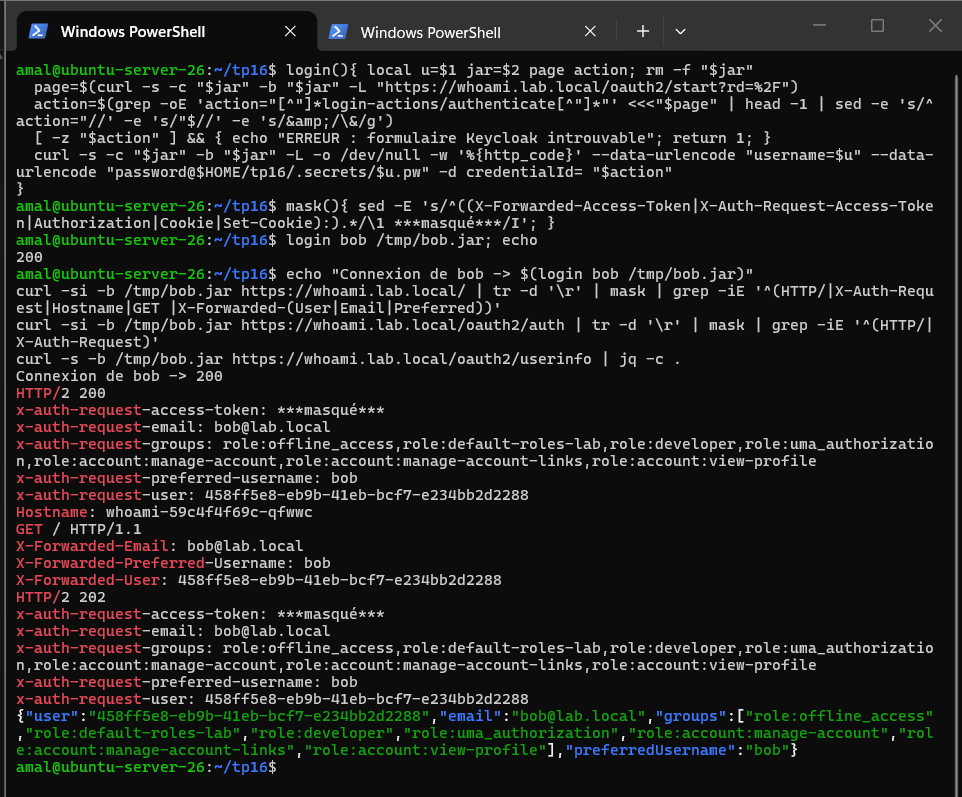 Windows PowerShell
Windows PowerShell
amal@ubuntu-server-26:~/tp16$ login(){ local u=$1 jar=$2 page action; rm -f "$jar"
  page=$(curl -s -c "$jar" -b "$jar" -L "https://whoami.lab.local/oauth2/start?rd=%2F")
  action=$(grep -oE 'action="[^"]*login-actions/authenticate[^"]*"' <<<"$page" | head -1 | sed -e 's/^
action="//' -e 's/"$//' -e 's/&amp;/\&/g')
  [ -z "$action" ] && { echo "ERREUR : formulaire Keycloak introuvable"; return 1; }
  curl -s -c "$jar" -b "$jar" -L -o /dev/null -w '%{http_code}' --data-urlencode "username=$u" --data-
urlencode "password@$HOME/tp16/.secrets/$u.pw" -d credentialId= "$action"
}
amal@ubuntu-server-26:~/tp16$ mask(){ sed -E 's/^((X-Forwarded-Access-Token|X-Auth-Request-Access-Toke
n|Authorization|Cookie|Set-Cookie):).*/\1 ***masqué***/I'; }
amal@ubuntu-server-26:~/tp16$ login bob /tmp/bob.jar; echo
200
amal@ubuntu-server-26:~/tp16$ echo "Connexion de bob -> $(login bob /tmp/bob.jar)"
curl -si -b /tmp/bob.jar https://whoami.lab.local/ | tr -d '\r' | mask | grep -iE '^(HTTP/|X-Auth-Requ
est|Hostname|GET |X-Forwarded-(User|Email|Preferred))'
curl -si -b /tmp/bob.jar https://whoami.lab.local/oauth2/auth | tr -d '\r' | mask | grep -iE '^(HTTP/|
X-Auth-Request)'
curl -s -b /tmp/bob.jar https://whoami.lab.local/oauth2/userinfo | jq -c .
Connexion de bob -> 200
HTTP/2 200
x-auth-request-access-token: ***masqué***
x-auth-request-email: bob@lab.local
x-auth-request-groups: role:offline_access,role:default-roles-lab,role:developer,role:uma_authorizatio
n,role:account:manage-account,role:account:manage-account-links,role:account:view-profile
x-auth-request-preferred-username: bob
x-auth-request-user: 458ff5e8-eb9b-41eb-bcf7-e234bb2d2288
Hostname: whoami-59c4f4f69c-qfwwc
GET / HTTP/1.1
X-Forwarded-Email: bob@lab.local
X-Forwarded-Preferred-Username: bob
X-Forwarded-User: 458ff5e8-eb9b-41eb-bcf7-e234bb2d2288
HTTP/2 202
x-auth-request-access-token: ***masqué***
x-auth-request-email: bob@lab.local
x-auth-request-groups: role:offline_access,role:default-roles-lab,role:developer,role:uma_authorizatio
n,role:account:manage-account,role:account:manage-account-links,role:account:view-profile
x-auth-request-preferred-username: bob
x-auth-request-user: 458ff5e8-eb9b-41eb-bcf7-e234bb2d2288
{"user":"458ff5e8-eb9b-41eb-bcf7-e234bb2d2288","email":"bob@lab.local","groups":["role:offline_access"
,"role:default-roles-lab","role:developer","role:uma_authorization","role:account:manage-account","rol
e:account:manage-account-links","role:account:view-profile"],"preferredUsername":"bob"}
amal@ubuntu-server-26:~/tp16$